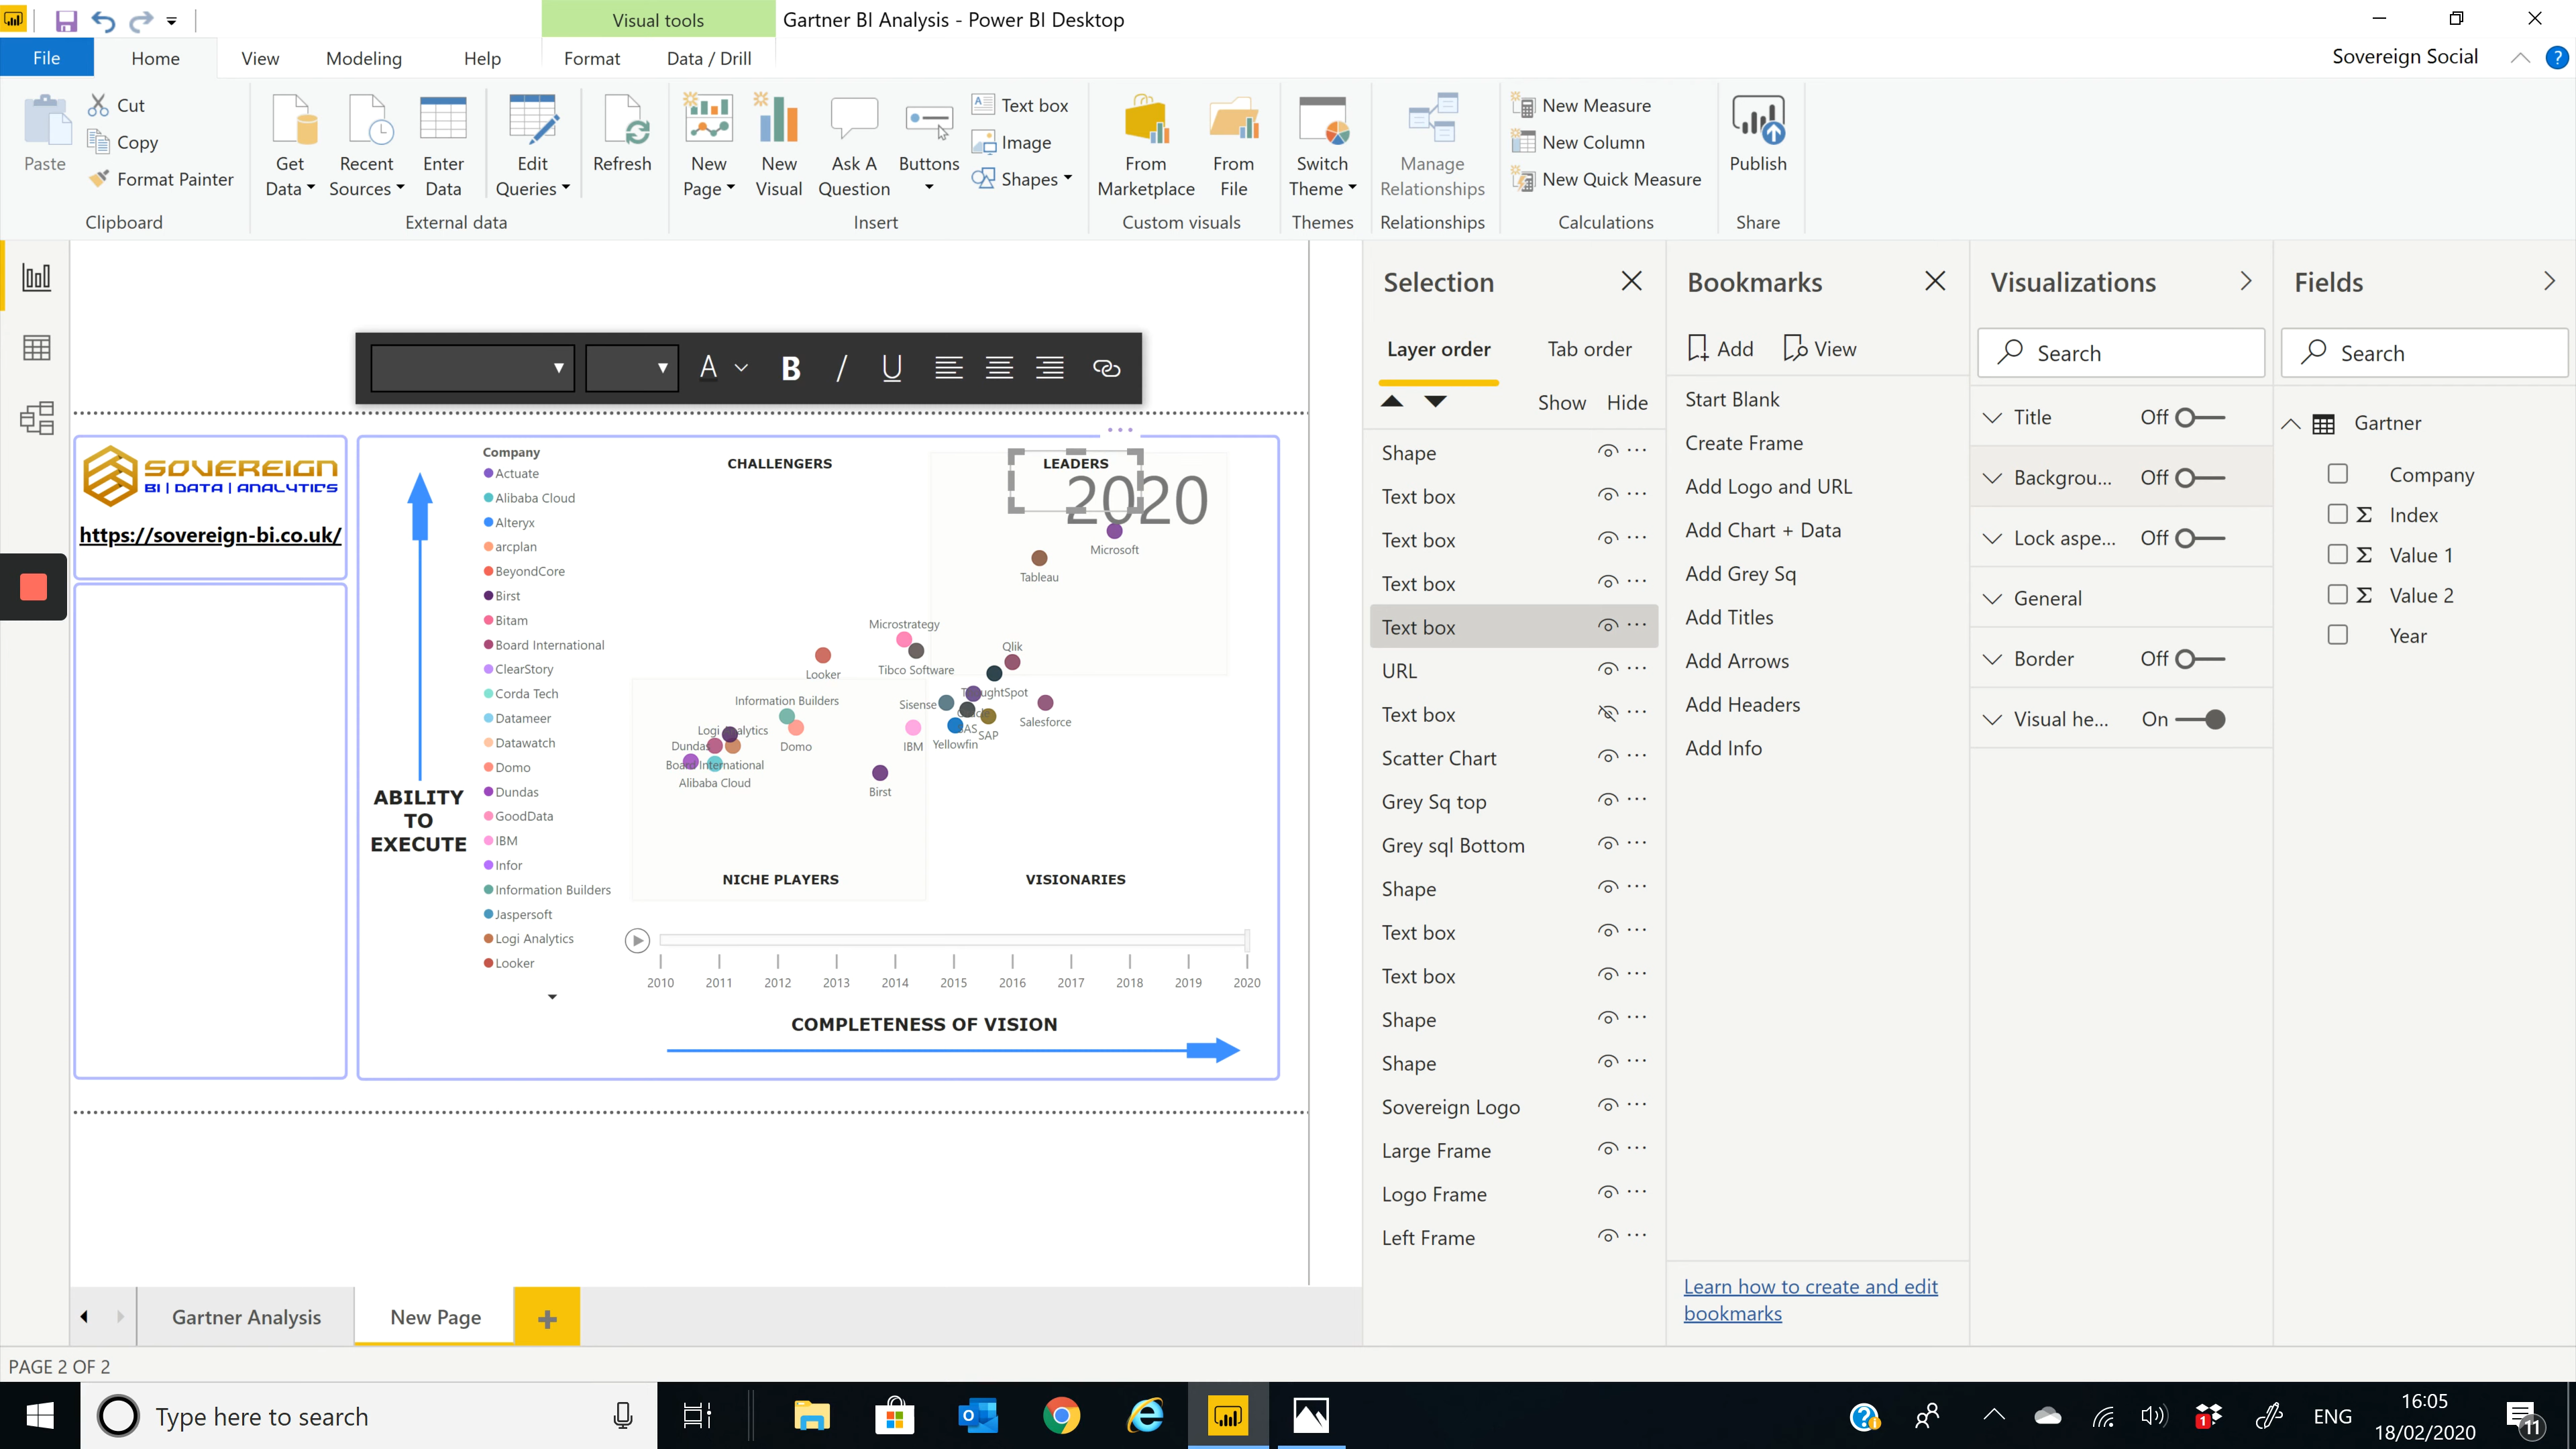 Visual tools
Gartner BI Analysis - Power BI Desktop
File
Home
View
Modeling
Help
Format
Data / Drill
Sovereign Social
Paste
Cut
Copy
Format Painter
Clipboard
Get Data
Recent Sources
Enter Data
Edit Queries
Refresh
External data
New Page
New Visual
Ask A Question
Buttons
Text box
Image
Shapes
Insert
From Marketplace
From File
Custom visuals
Switch Theme
Themes
Manage Relationships
Relationships
New Measure
New Column
New Quick Measure
Calculations
Publish
Share
A
B
I
U
SOVEREIGN
BI | DATA | ANALYTICS
https://sovereign-bi.co.uk/
ABILITY
TO
EXECUTE
Company
Actuate
Alibaba Cloud
Alteryx
arcplan
BeyondCore
Birst
Bitam
Board International
ClearStory
Corda Tech
Datameer
Datawatch
Domo
Dundas
GoodData
IBM
Infor
Information Builders
Jaspersoft
Logi Analytics
Looker
CHALLENGERS
LEADERS
2020
Microsoft
Tableau
Microstrategy
Tibco Software
Looker
Qlik
ThoughtSpot
Information Builders
Sisense
Salesforce
SAS
SAP
Yellowfin
IBM
Domo
Logi Analytics
Dundas
Board International
Alibaba Cloud
Birst
NICHE PLAYERS
VISIONARIES
2010
2011
2012
2013
2014
2015
2016
2017
2018
2019
2020
COMPLETENESS OF VISION
Selection
Layer order
Tab order
Show
Hide
Shape
Text box
Text box
Text box
Text box
URL
Text box
Scatter Chart
Grey Sq top
Grey sql Bottom
Shape
Text box
Text box
Shape
Shape
Sovereign Logo
Large Frame
Logo Frame
Left Frame
Bookmarks
Add
View
Start Blank
Create Frame
Add Logo and URL
Add Chart + Data
Add Grey Sq
Add Titles
Add Arrows
Add Headers
Add Info
Learn how to create and edit
bookmarks
Visualizations
Search
Title Off
Backgrou... Off
Lock aspe... Off
General
Border Off
Visual he... On
Fields
Search
Gartner
Company
Σ Index
Σ Value 1
Σ Value 2
Year
Gartner Analysis
New Page
PAGE 2 OF 2
Type here to search
1
ENG
16:05
18/02/2020
11